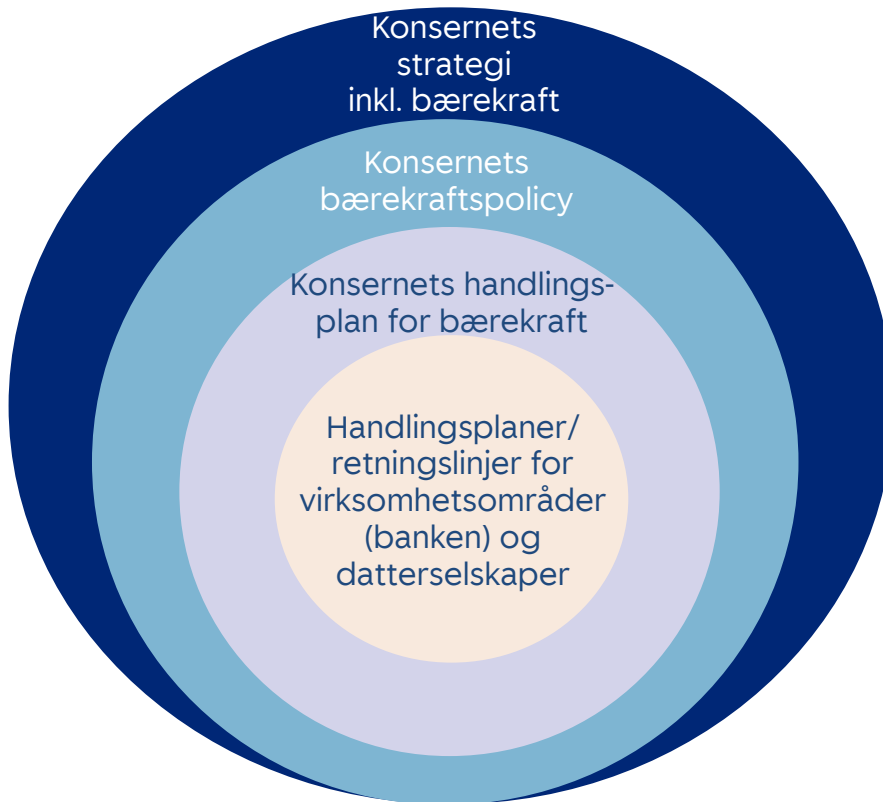 Konsernets
strategi
inkl. bærekraft
Konsernets
bærekraftspolicy
Konsernets handlings-
plan for bærekraft
Handlingsplaner/
retningslinjer for
virksomhetsområder
(banken) og
datterselskaper